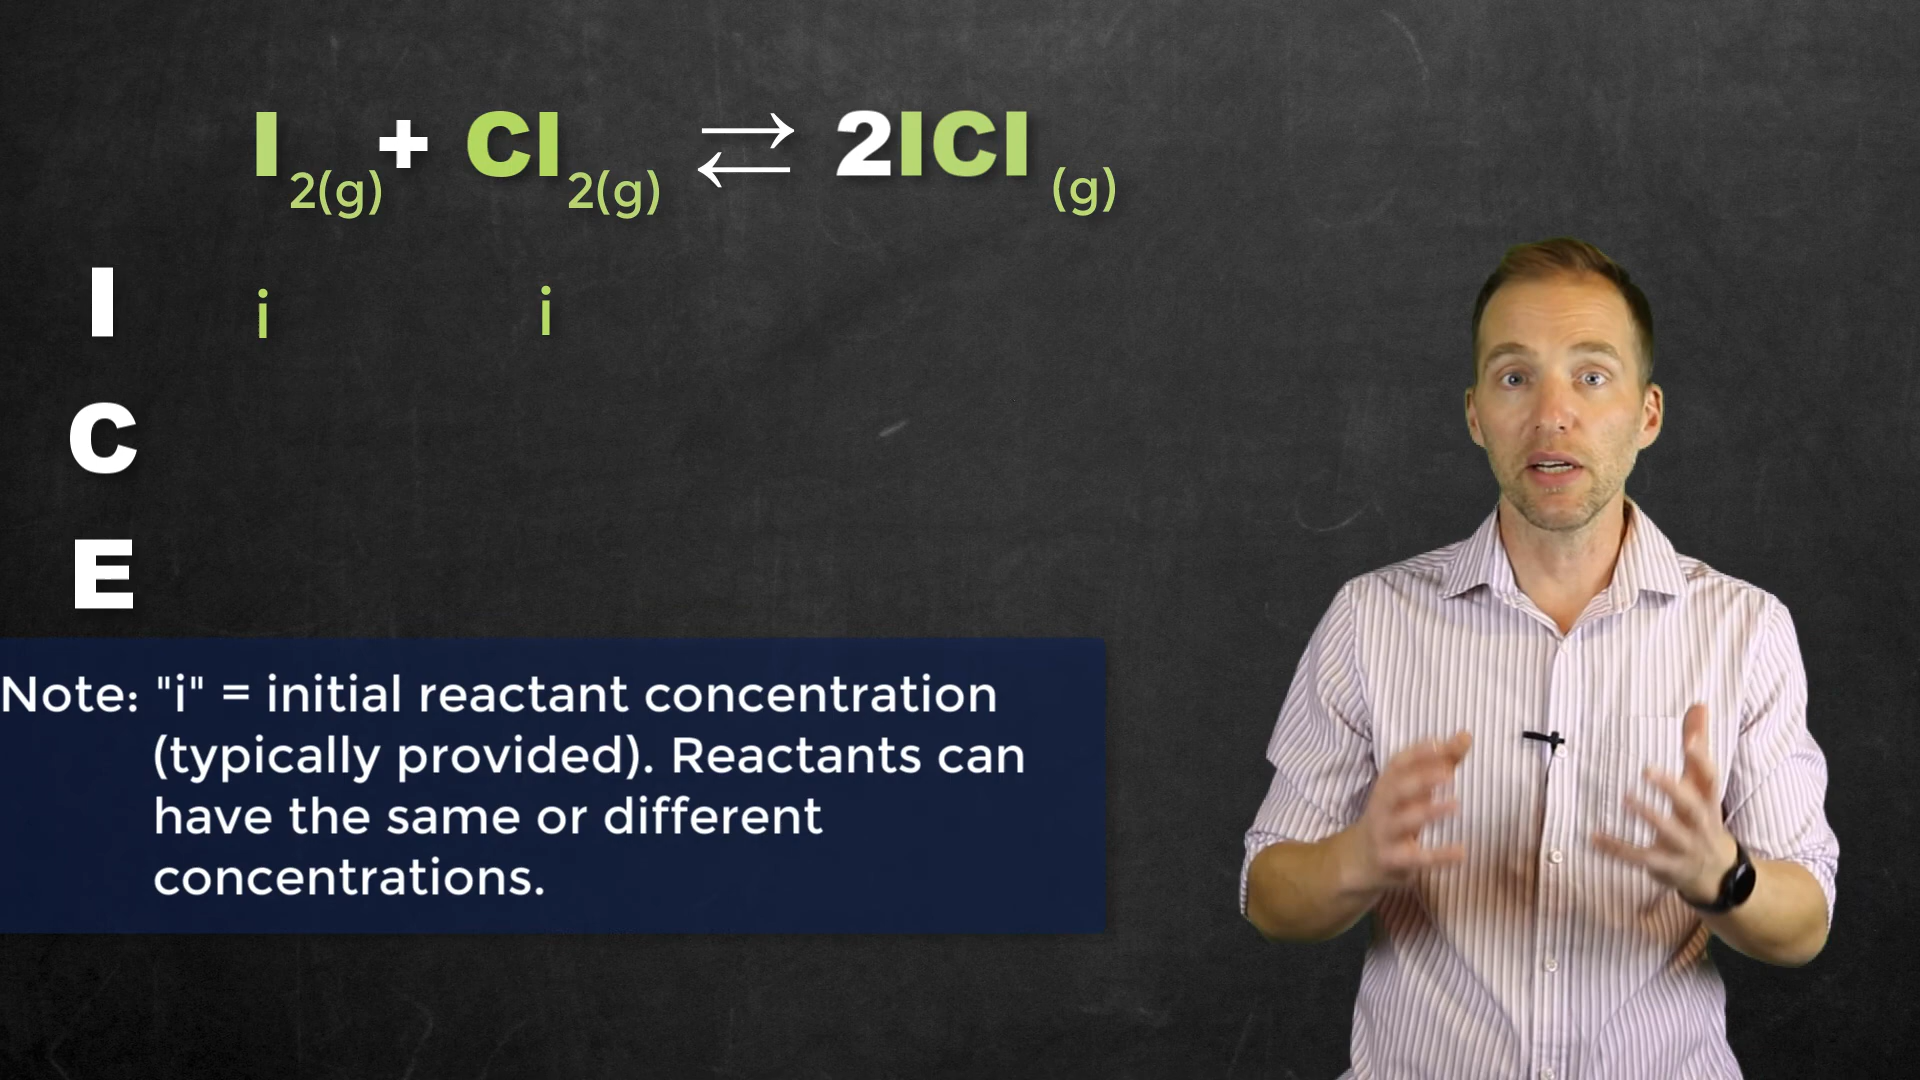 I2(g) + Cl2(g) ⇄ 2ICl (g)
I i i
C
E
Note: "i" = initial reactant concentration
(typically provided). Reactants can
have the same or different
concentrations.